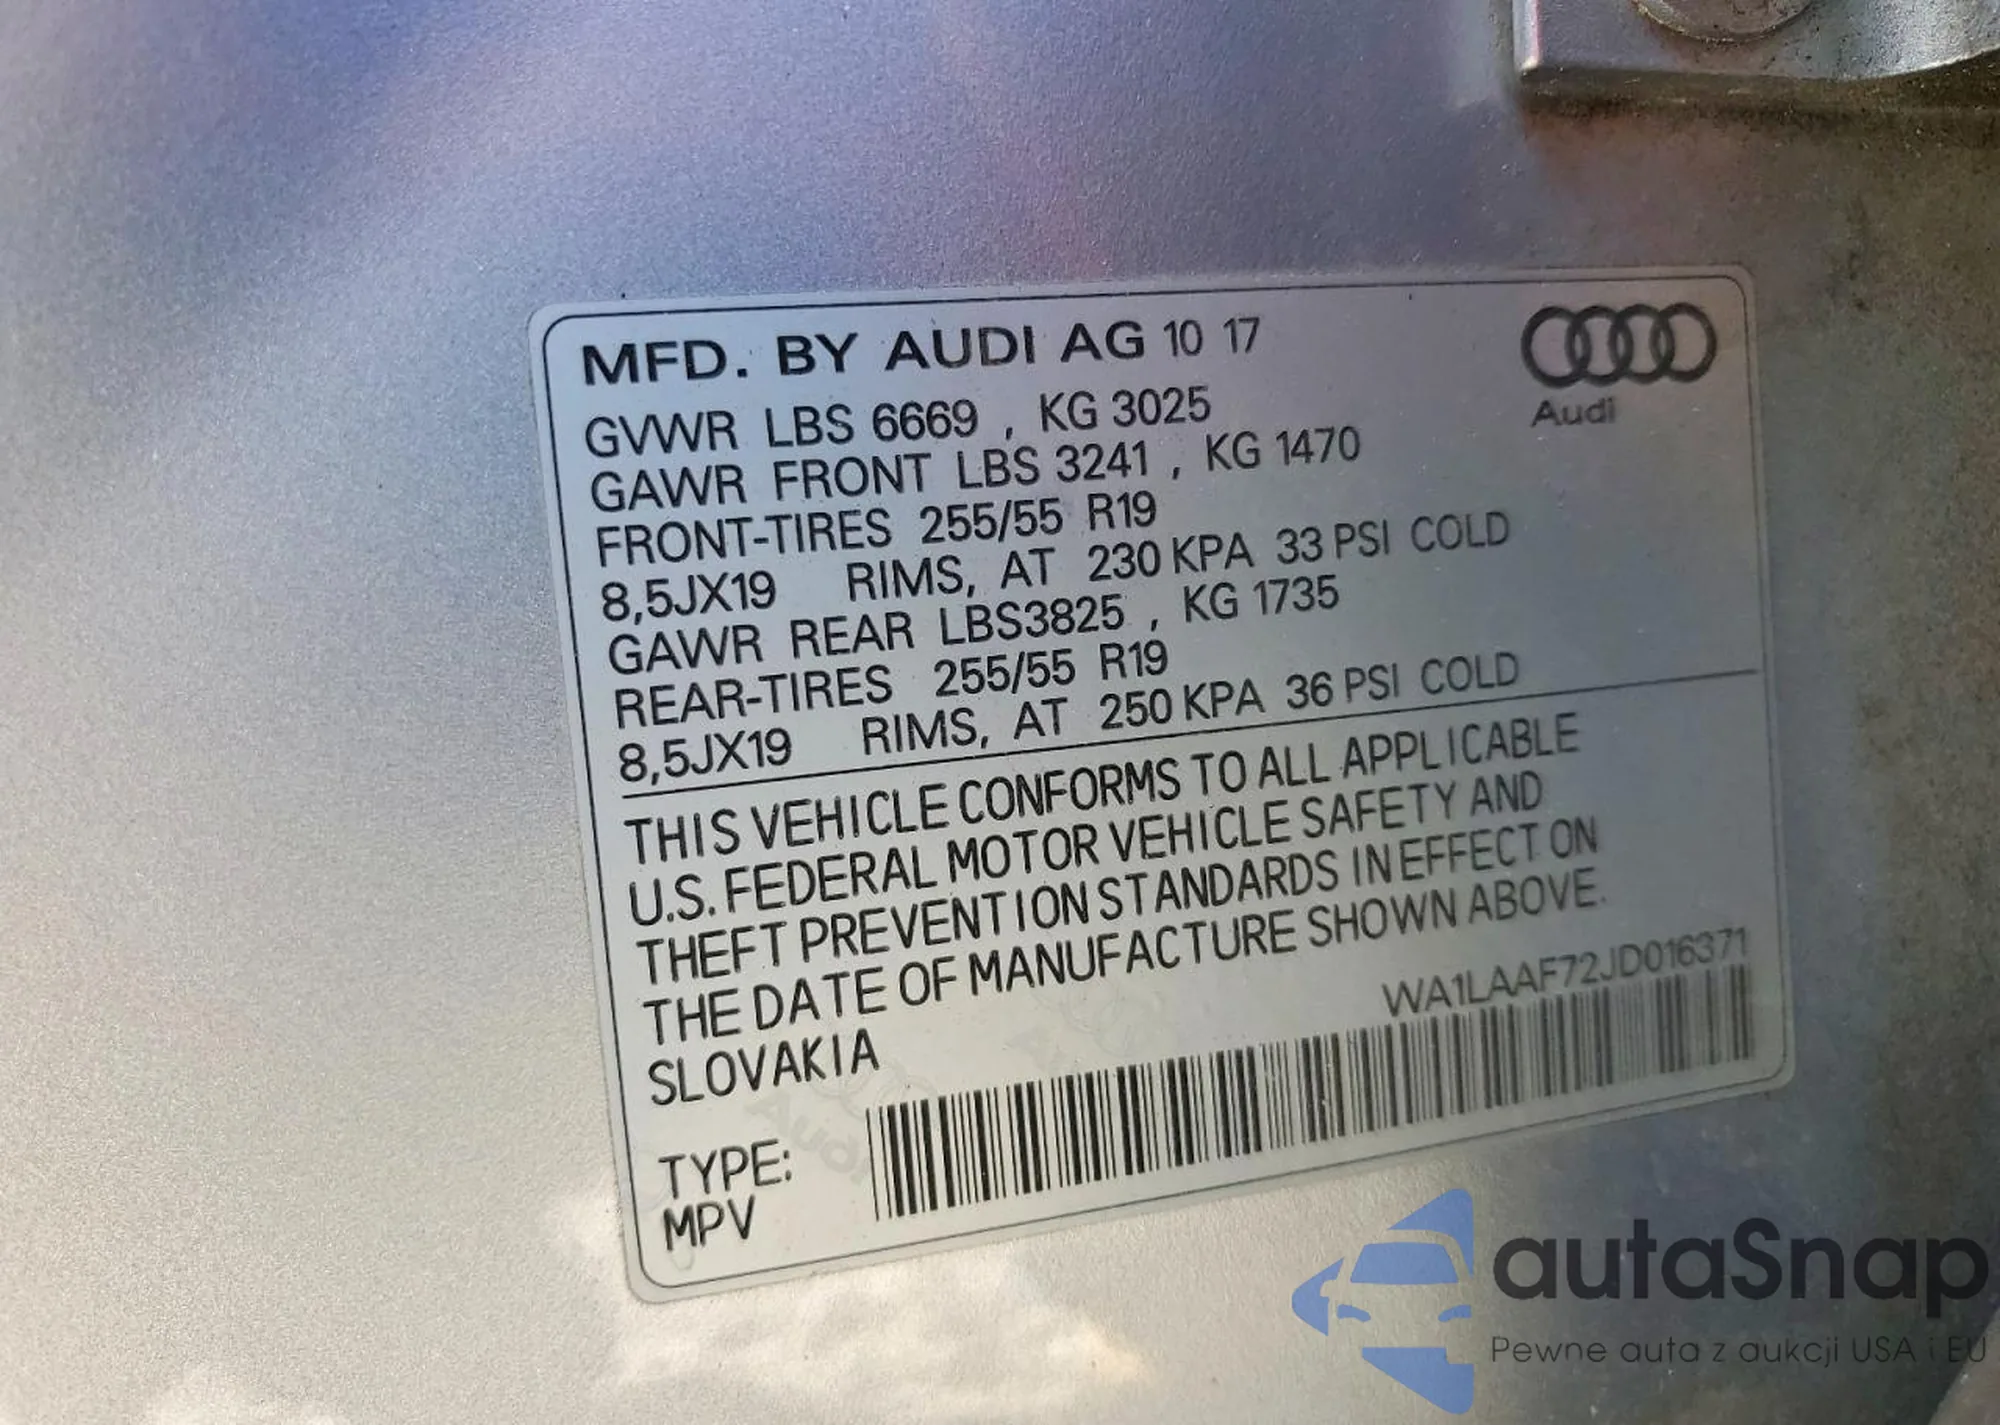 MFD. BY AUDI AG 10 17
Audi
GVWR LBS 6669 , KG 3025
GAWR FRONT LBS 3241 , KG 1470
FRONT-TIRES 255/55 R19
8,5JX19 RIMS, AT 230 KPA 33 PSI COLD
GAWR REAR LBS3825 , KG 1735
REAR-TIRES 255/55 R19
8,5JX19 RIMS, AT 250 KPA 36 PSI COLD
THIS VEHICLE CONFORMS TO ALL APPLICABLE
U.S. FEDERAL MOTOR VEHICLE SAFETY AND
THEFT PREVENTION STANDARDS IN EFFECT ON
THE DATE OF MANUFACTURE SHOWN ABOVE.
WA1LAAF72JD016371
SLOVAKIA
TYPE:
MPV
autaSnap
Pewne auta z aukcji USA i EU